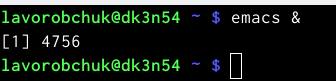 lavorobchuk@dk3n54 ~ $ emacs &
[1] 4756
lavorobchuk@dk3n54 ~ $